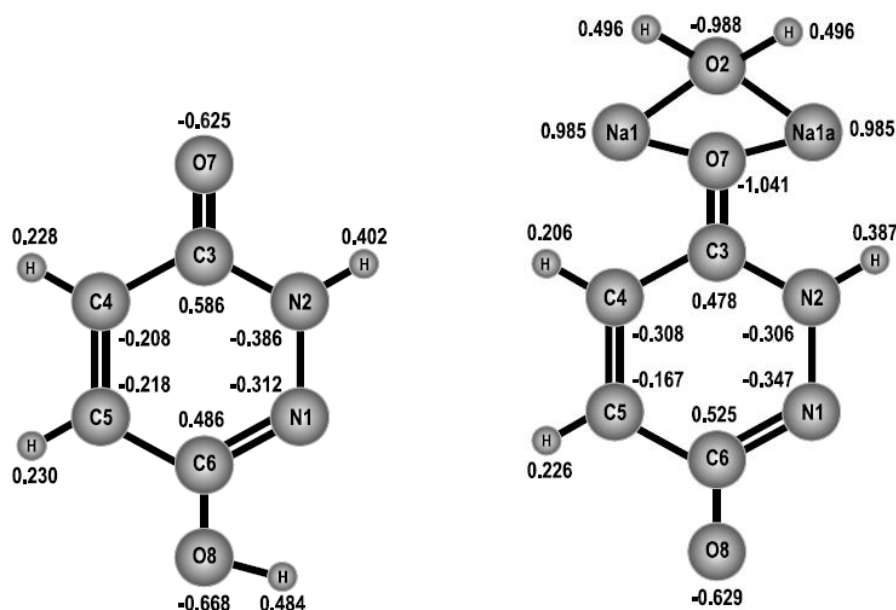 -0.625
O7
0.228
0.402
H
C3
H
0.586
C4
N2
-0.208
-0.386
-0.218
-0.312
C5
0.486
N1
H
C6
0.230
O8
H
-0.668
0.484
0.496
H
-0.988
H
0.496
O2
0.985
Na1
Na1a
0.985
O7
-1.041
0.206
0.387
H
C3
H
C4
0.478
N2
-0.308
-0.306
-0.167
-0.347
C5
0.525
N1
H
C6
0.226
O8
-0.629